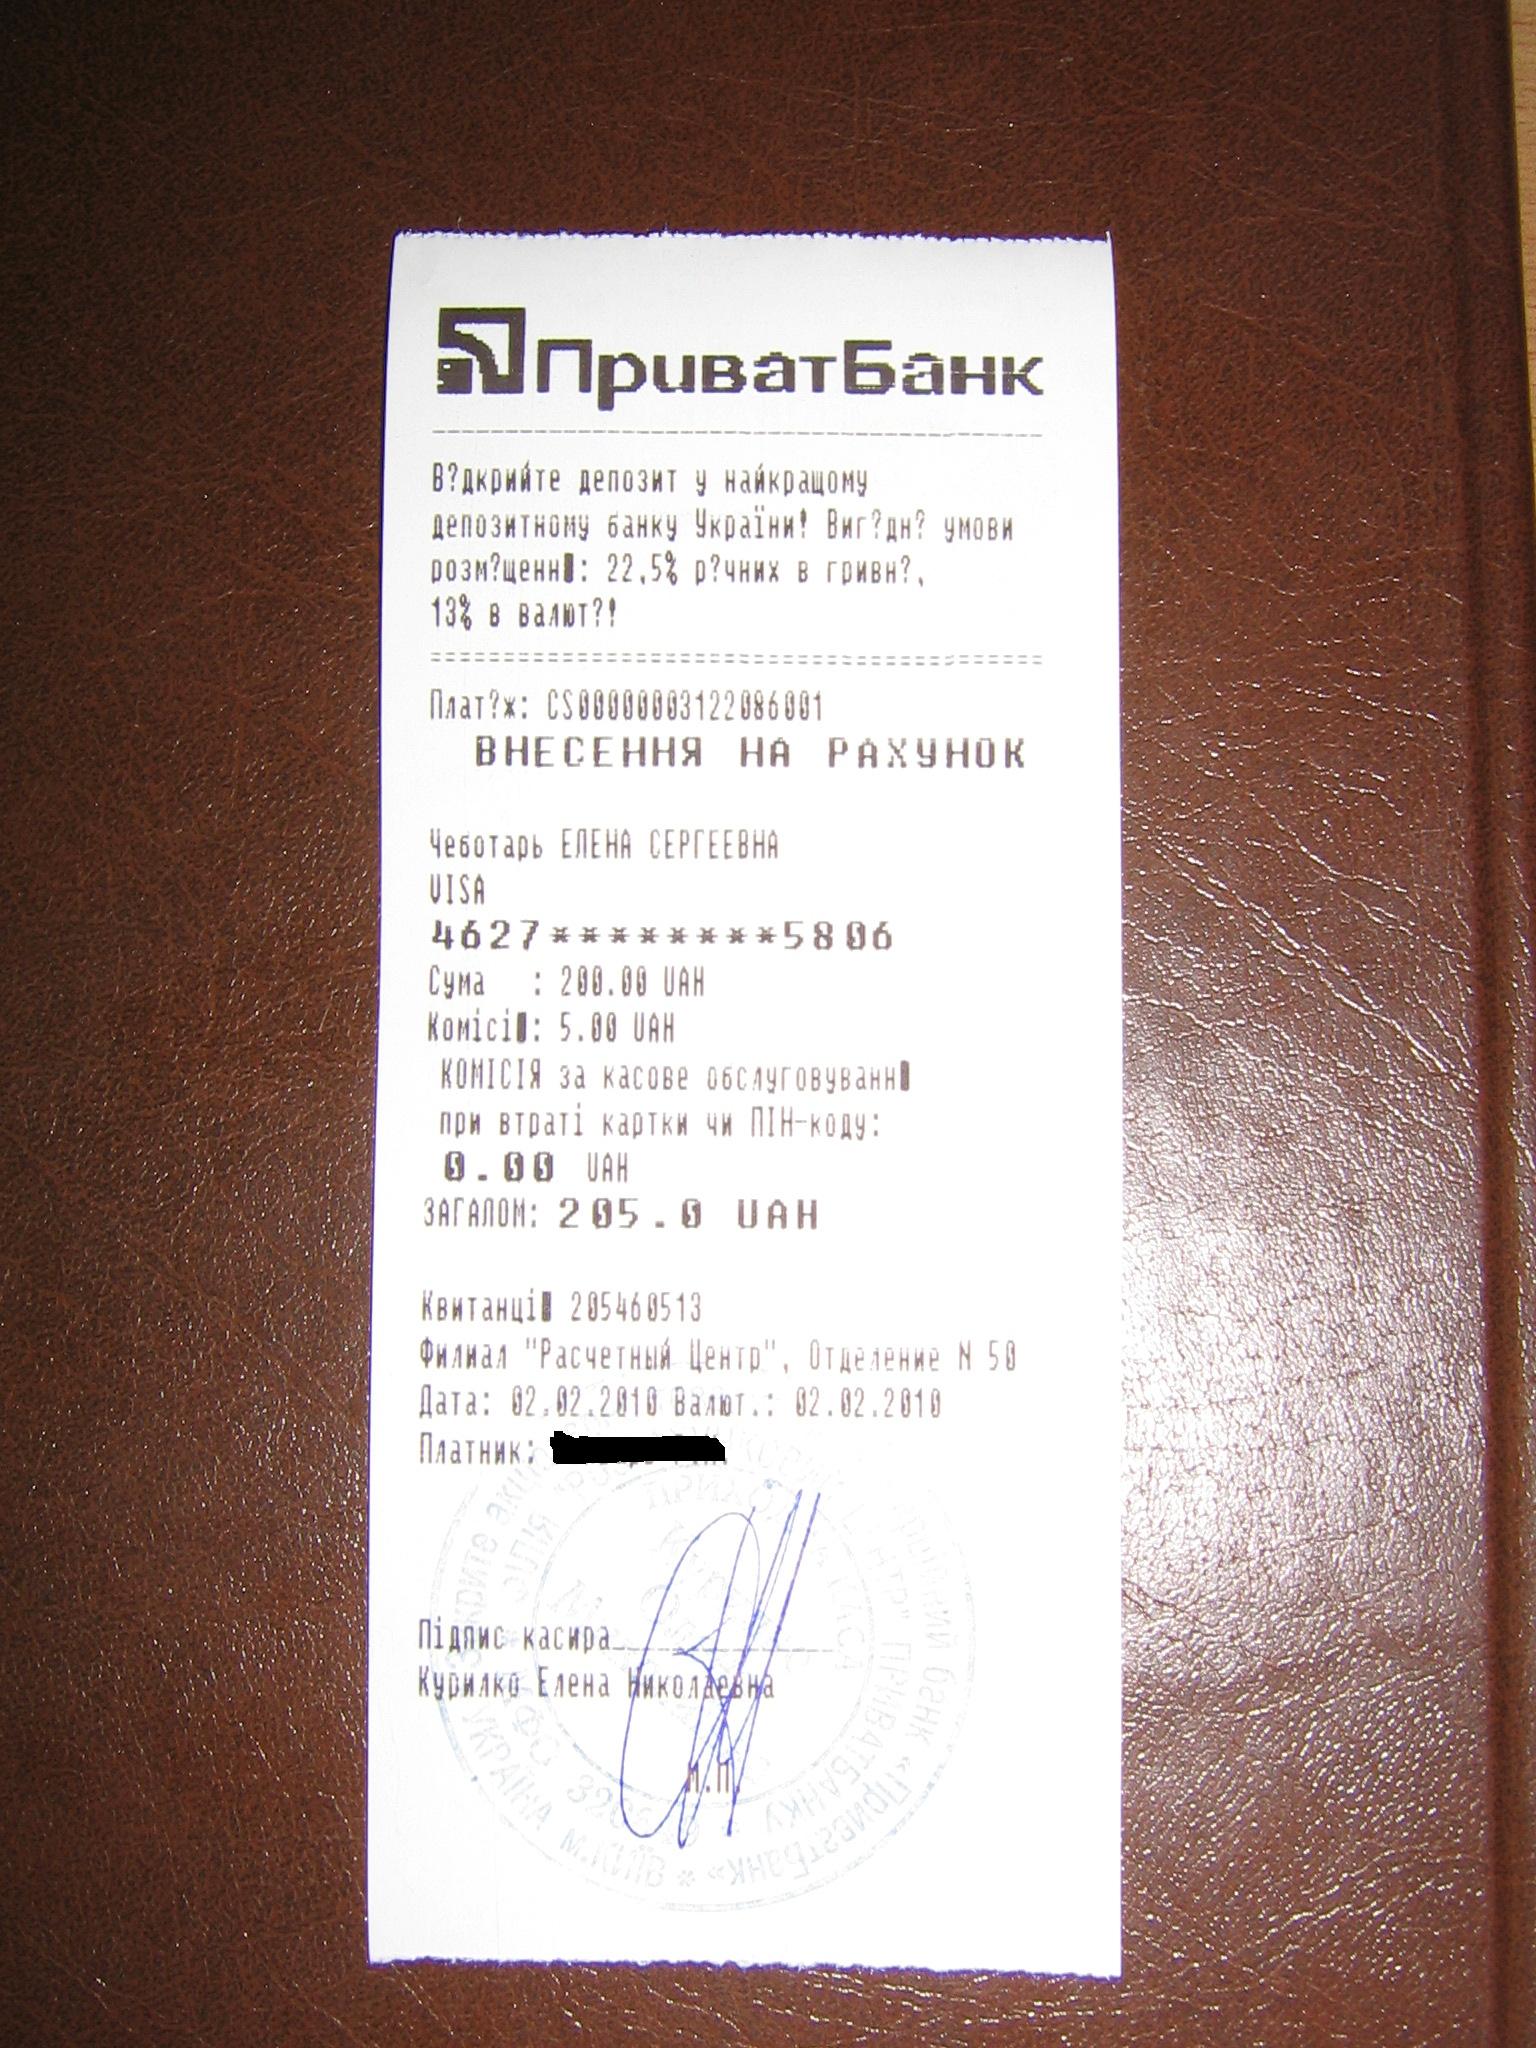 ПриватБанк
В?дкрийте депозит у найкращому
депозитному банку України! Виг?дн? умови
розм?щенн█: 22,5% р?чних в гривн?,
13% в валют?!
Плат?ж: CS00000003122086001
ВНЕСЕННЯ НА РАХУНОК
Чеботарь ЕЛЕНА СЕРГЕЕВНА
VISA
4627********5806
Сума : 200.00 UAH
Комісі█: 5.00 UAH
КОМІСІЯ за касове обслуговуванн█
при втраті картки чи ПІН-коду:
0.00 UAH
ЗАГАЛОМ: 205.0 UAH
Квитанці█ 205460513
Филиал "Расчетный Центр", Отделение N 50
Дата: 02.02.2010 Валют.: 02.02.2010
Платник:
Підпис касира
Курилко Елена Николаевна
М.П.